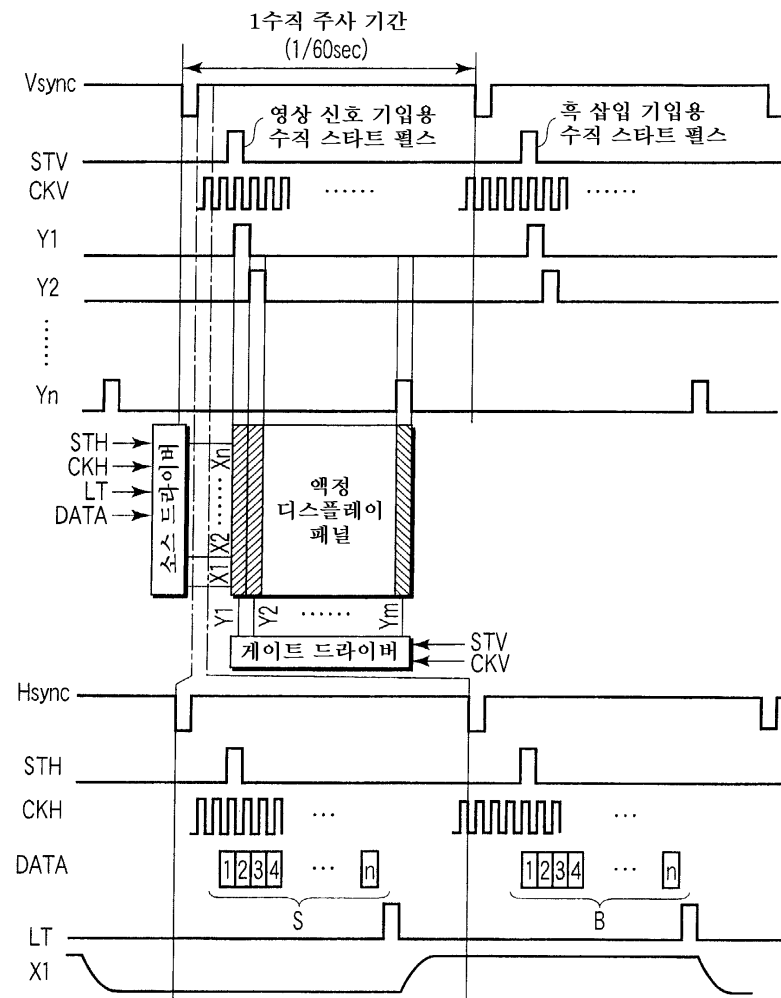 1수직 주사 기간
(1/60sec)
Vsync
영상 신호 기입용
수직 스타트 펄스
흑 삽입 기입용
수직 스타트 펄스
STV
CKV
······
······
Y1
Y2
······
Yn
STH
CKH
LT
DATA
소스 드라이버
X1 X2 ······ Xn
액정
디스플레이
패널
Y1 Y2 ······ Ym
게이트 드라이버
STV
CKV
Hsync
STH
CKH
···
···
DATA
1 2 3 4 ··· n
1 2 3 4 ··· n
S
B
LT
X1